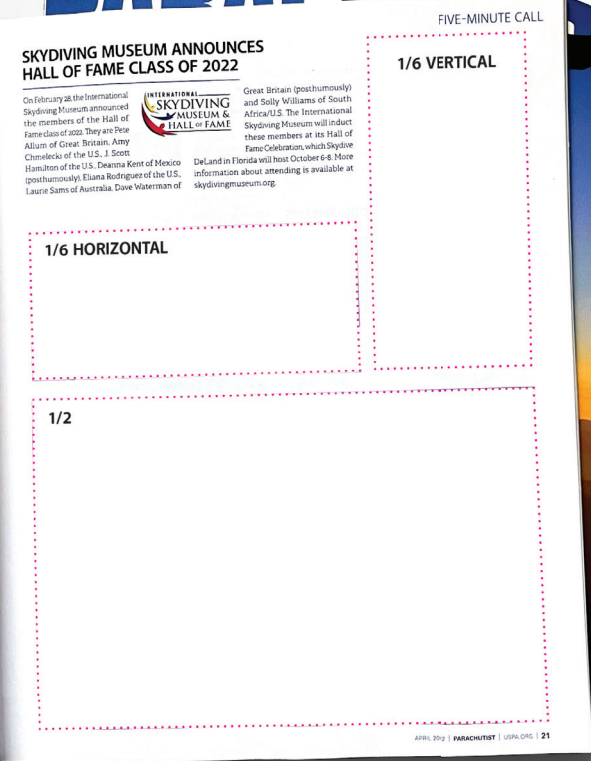 FIVE-MINUTE CALL
SKYDIVING MUSEUM ANNOUNCES
HALL OF FAME CLASS OF 2022
On February 28, the International
Skydiving Museum announced
the members of the Hall of
Fame class of 2022. They are Pete
Allum of Great Britain, Amy
Chmelecks of the U.S., J. Scott
Hamilton of the U.S., Deanna Kent of Mexico
(posthumously), Eliana Rodriguez of the U.S.,
Laurie Sams of Australia, Dave Waterman of
INTERNATIONAL
SKYDIVING
MUSEUM &
HALL OF FAME
Great Britain (posthumously)
and Solly Williams of South
Africa/U.S. The International
Skydiving Museum will induct
these members at its Hall of
Fame Celebration, which Skydive
DeLand in Florida will host October 6-8. More
information about attending is available at
skydivingmuseum.org.
1/6 VERTICAL
1/6 HORIZONTAL
1/2
PARACHUTIST | USPA.ORG | 21